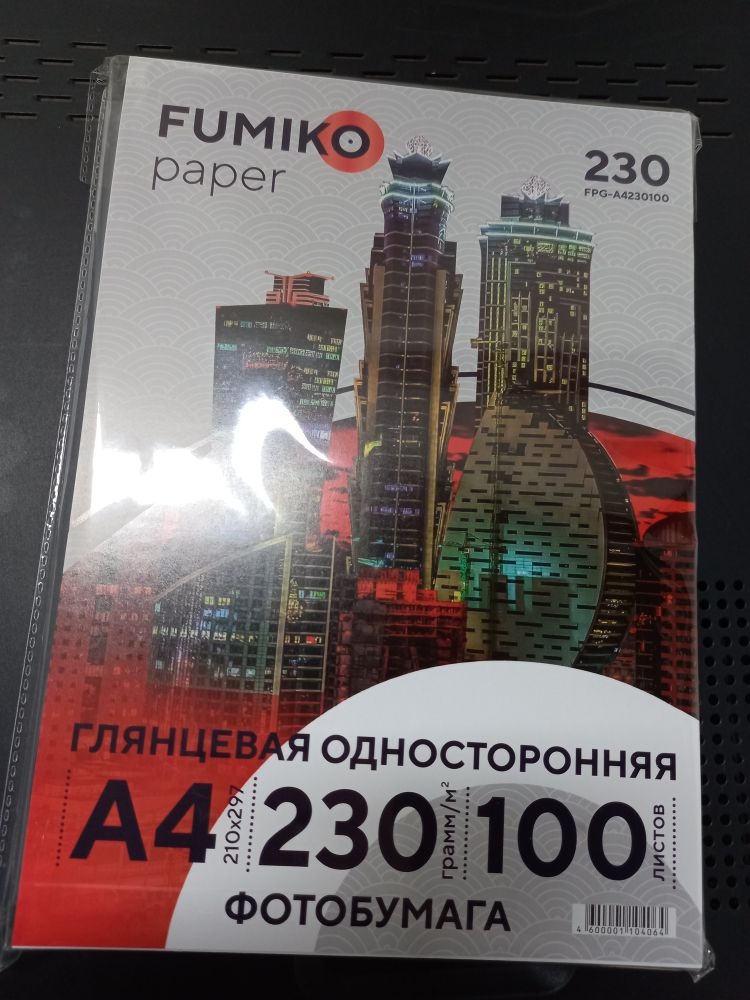 FUMIKO
paper
230
FPG-A4230100
ГЛЯНЦЕВАЯ ОДНОСТОРОННЯЯ
A4 210x297 230 грамм/м² 100 листов
ФОТОБУМАГА
4 600001 104064